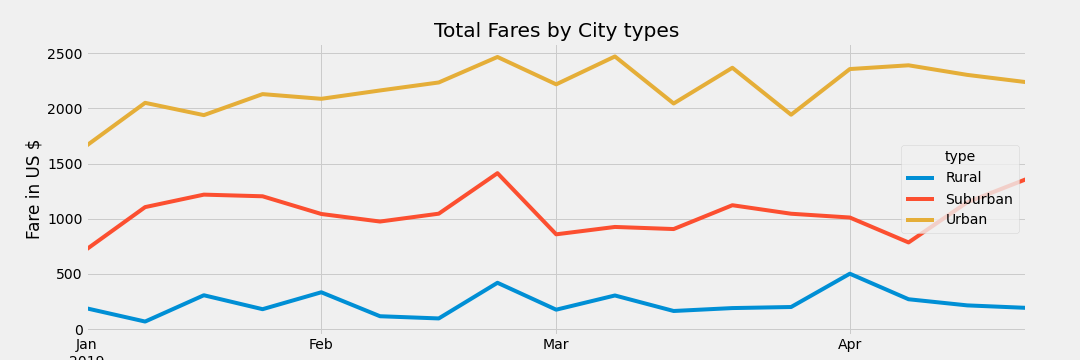 Total Fares by City types
Fare in US $
2500
2000
1500
1000
500
0
type
Rural
Suburban
Urban
Jan
Feb
Mar
Apr